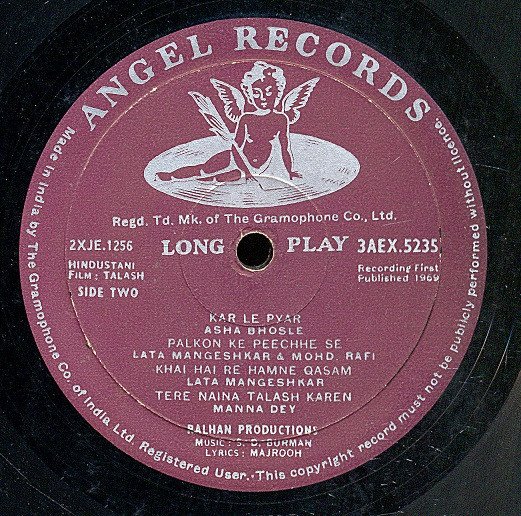 ANGEL RECORDS
Regd. Td. Mk. of The Gramophone Co., Ltd.
2XJE.1256
LONG PLAY
3AEX.5235
HINDUSTANI
FILM : TALASH
SIDE TWO
Recording First
Published 1969
KAR LE PYAR
ASHA BHOSLE
PALKON KE PEECHHE SE
LATA MANGESHKAR & MOHD. RAFI
KHAI HAI RE HAMNE QASAM
LATA MANGESHKAR
TERE NAINA TALASH KAREN
MANNA DEY
RALHAN PRODUCTIONS
MUSIC : S. D. BURMAN
LYRICS : MAJROOH
Made in India by The Gramophone Co. of India Ltd. Registered User. · This copyright record must not be publicly performed without licence.